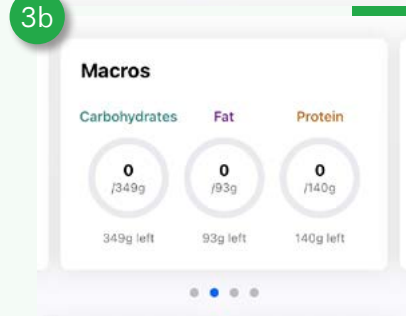 3b
Macros
Carbohydrates Fat Protein
0 0 0
/349g /93g /140g
349g left 93g left 140g left